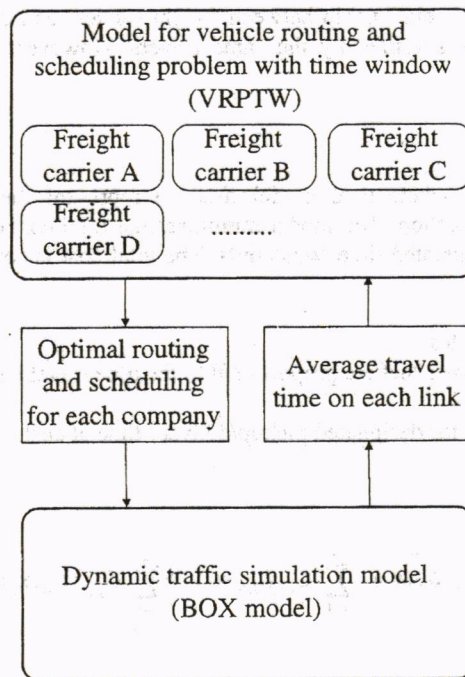 Model for vehicle routing and
scheduling problem with time window
(VRPTW)
Freight
carrier A
Freight
carrier B
Freight
carrier C
Freight
carrier D
..........
Optimal routing
and scheduling
for each company
Average travel
time on each link
Dynamic traffic simulation model
(BOX model)